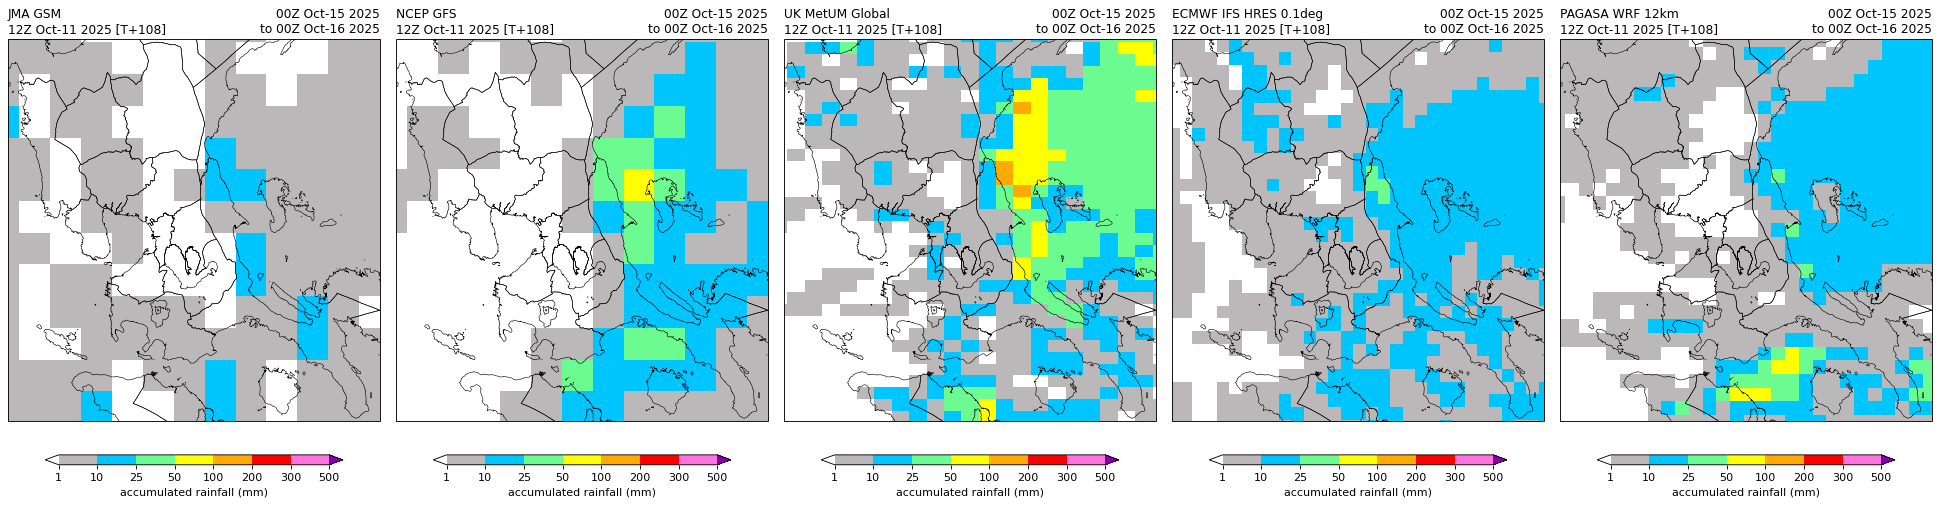 JMA GSM 00Z Oct-15 2025
12Z Oct-11 2025 [T+108] to 00Z Oct-16 2025
1 10 25 50 100 200 300 500
accumulated rainfall (mm)
NCEP GFS 00Z Oct-15 2025
12Z Oct-11 2025 [T+108] to 00Z Oct-16 2025
1 10 25 50 100 200 300 500
accumulated rainfall (mm)
UK MetUM Global 00Z Oct-15 2025
12Z Oct-11 2025 [T+108] to 00Z Oct-16 2025
1 10 25 50 100 200 300 500
accumulated rainfall (mm)
ECMWF IFS HRES 0.1deg 00Z Oct-15 2025
12Z Oct-11 2025 [T+108] to 00Z Oct-16 2025
1 10 25 50 100 200 300 500
accumulated rainfall (mm)
PAGASA WRF 12km 00Z Oct-15 2025
12Z Oct-11 2025 [T+108] to 00Z Oct-16 2025
1 10 25 50 100 200 300 500
accumulated rainfall (mm)